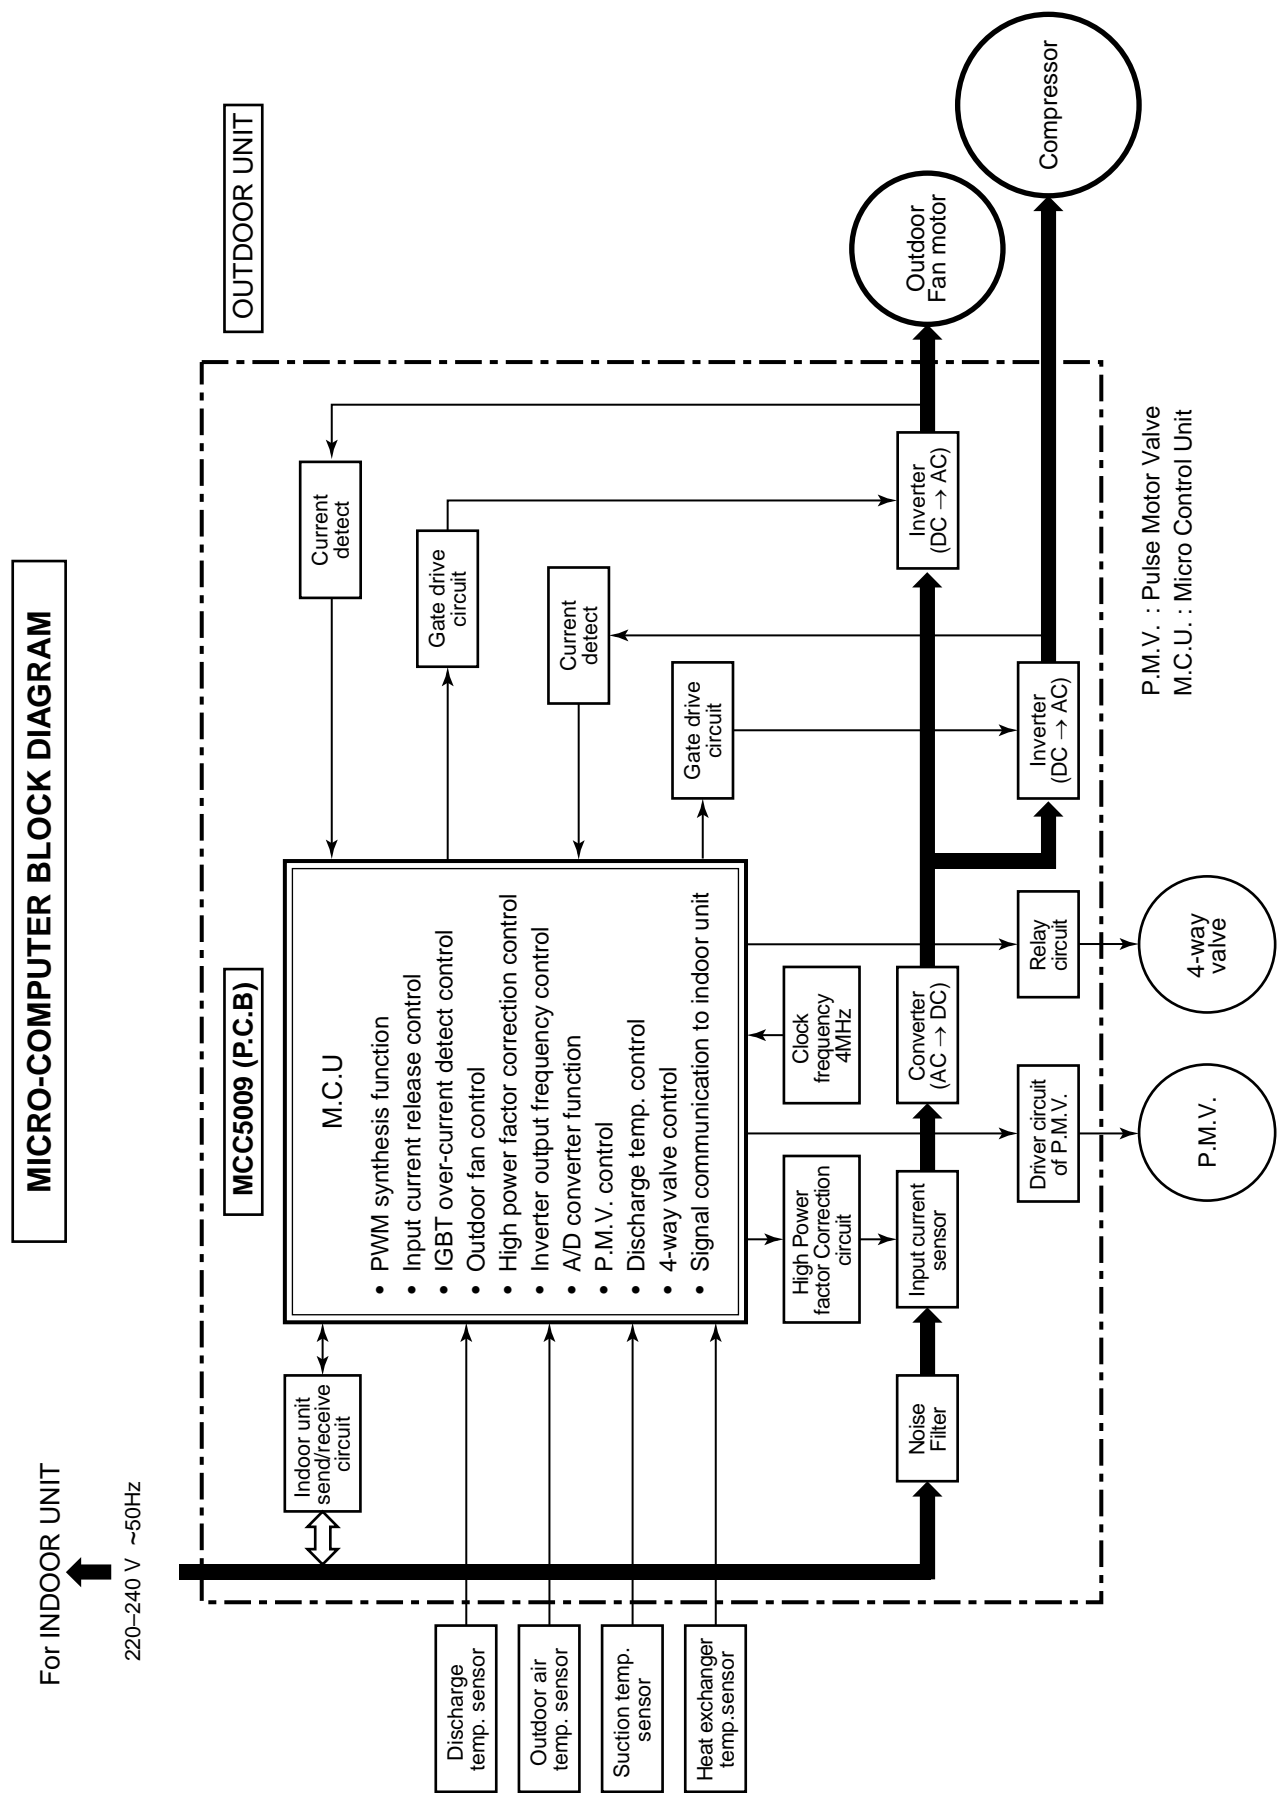 MICRO-COMPUTER BLOCK DIAGRAM
For INDOOR UNIT
220–240 V ~50Hz
MCC5009 (P.C.B)
OUTDOOR UNIT
Indoor unit
send/receive
circuit
M.C.U
• PWM synthesis function
• Input current release control
• IGBT over-current detect control
• Outdoor fan control
• High power factor correction control
• Inverter output frequency control
• A/D converter function
• P.M.V. control
• Discharge temp. control
• 4-way valve control
• Signal communication to indoor unit
Current
detect
Gate drive
circuit
Current
detect
Gate drive
circuit
Discharge
temp. sensor
Outdoor air
temp. sensor
Suction temp.
sensor
Heat exchanger
temp.sensor
High Power
factor Correction
circuit
Clock
frequency
4MHz
Noise
Filter
Input current
sensor
Converter
(AC → DC)
Inverter
(DC → AC)
Outdoor
Fan motor
Driver circuit
of P.M.V.
Relay
circuit
Inverter
(DC → AC)
Compressor
P.M.V.
4-way
valve
P.M.V. : Pulse Motor Valve
M.C.U. : Micro Control Unit